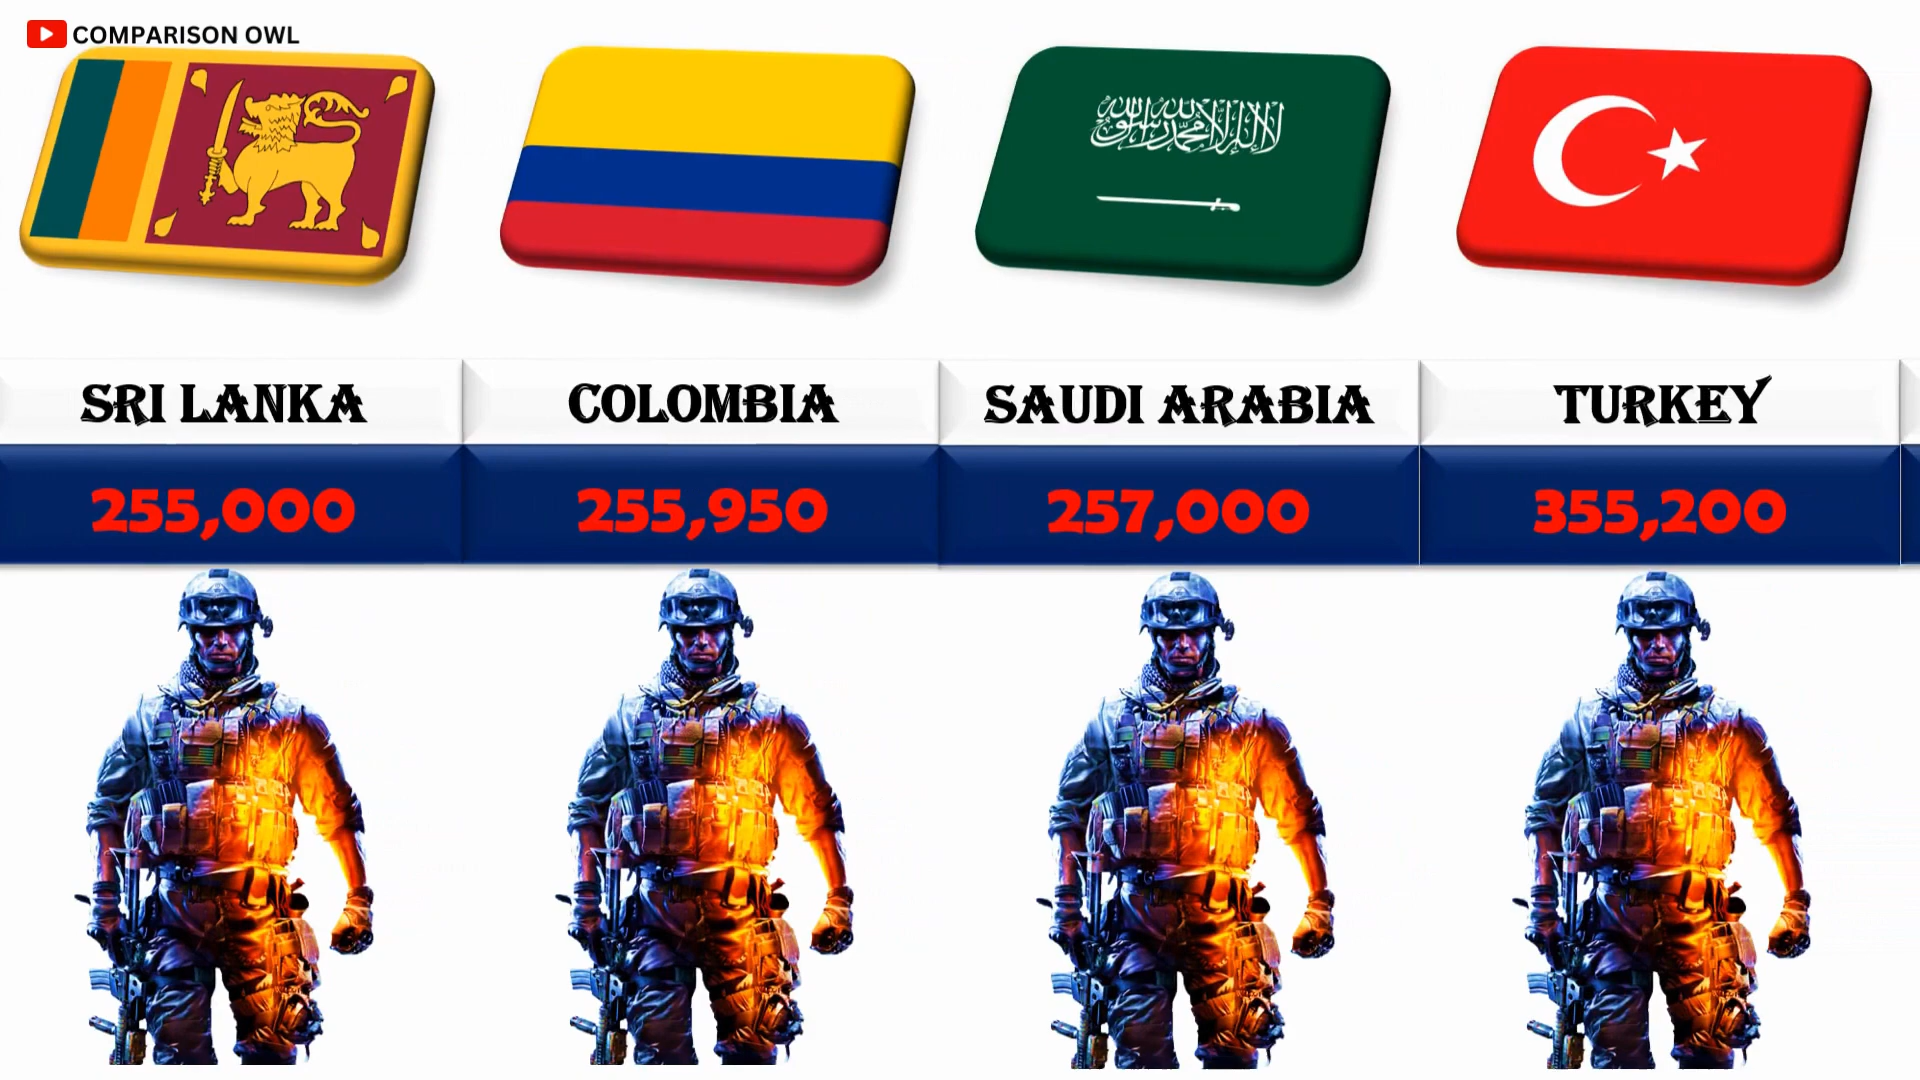 COMPARISON OWL
لا إله إلا الله محمد رسول الله
SRI LANKA
COLOMBIA
SAUDI ARABIA
TURKEY
255,000
255,950
257,000
355,200